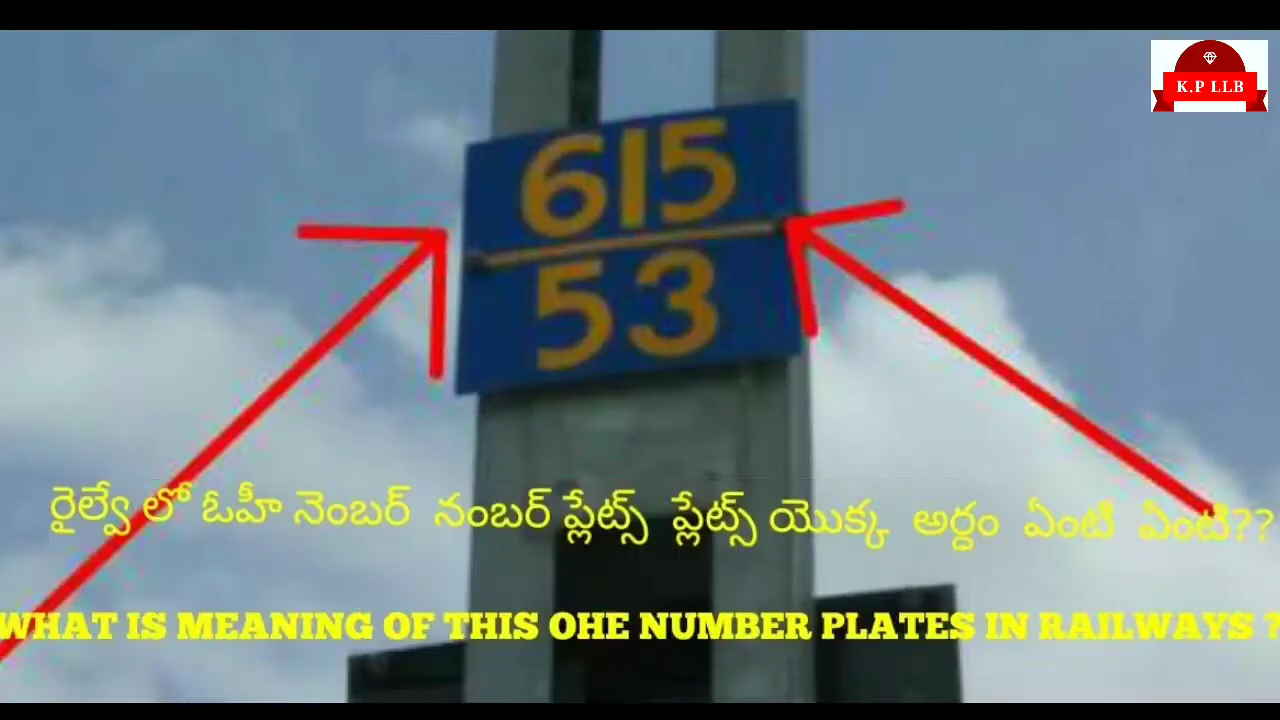 K.P LLB
615
53
రైల్వే లో ఓహీ నెంబర్ నంబర్ ప్లేట్స్ ప్లేట్స్ యొక్క అర్ధం ఏంటి ఏంటి??
WHAT IS MEANING OF THIS OHE NUMBER PLATES IN RAILWAYS ?